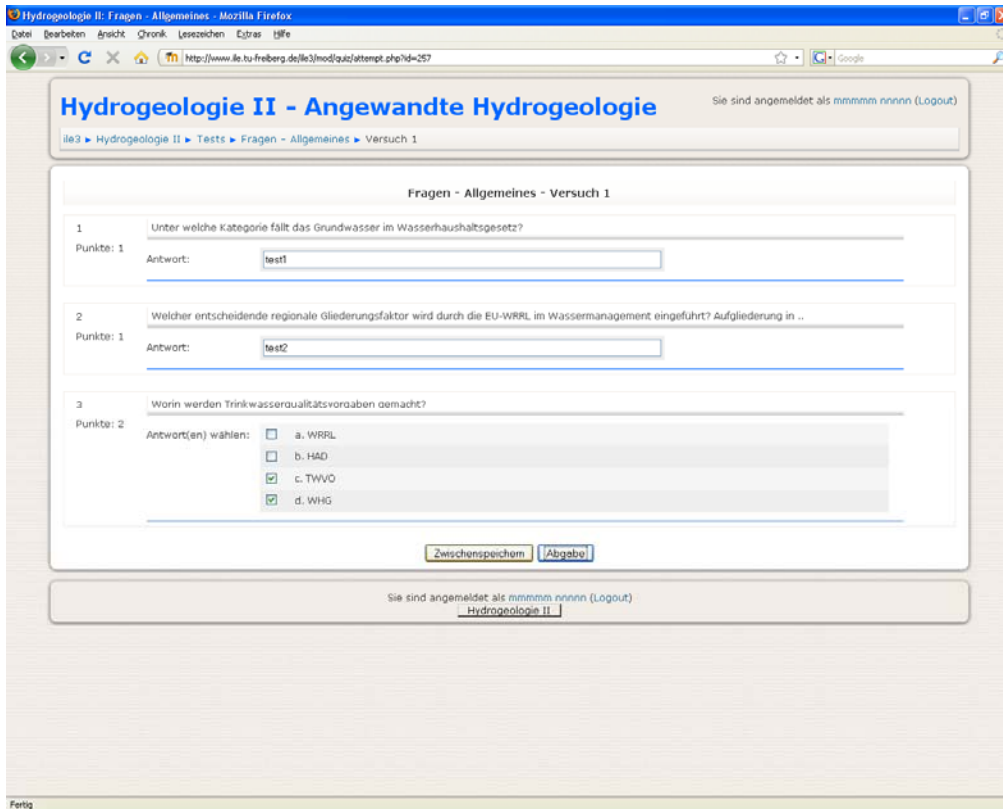 Hydrogeologie II: Fragen - Allgemeines - Mozilla Firefox
Datei Bearbeiten Ansicht Chronik Lesezeichen Extras Hilfe
http://www.ile.tu-freiberg.de/ile3/mod/quiz/attempt.php?id=257 Google
Hydrogeologie II - Angewandte Hydrogeologie
Sie sind angemeldet als mmmmm nnnnn (Logout)
ile3 ► Hydrogeologie II ► Tests ► Fragen - Allgemeines ► Versuch 1
Fragen - Allgemeines - Versuch 1
1 Unter welche Kategorie fällt das Grundwasser im Wasserhaushaltsgesetz?
Punkte: 1
Antwort: test1
2 Welcher entscheidende regionale Gliederungsfaktor wird durch die EU-WRRL im Wassermanagement eingeführt? Aufgliederung in ..
Punkte: 1
Antwort: test2
3 Worin werden Trinkwasserqualitätsvorgaben gemacht?
Punkte: 2
Antwort(en) wählen: a. WRRL
b. HAD
c. TWVO
d. WHG
Zwischenspeichern Abgabe
Sie sind angemeldet als mmmmm nnnnn (Logout)
Hydrogeologie II
Fertig